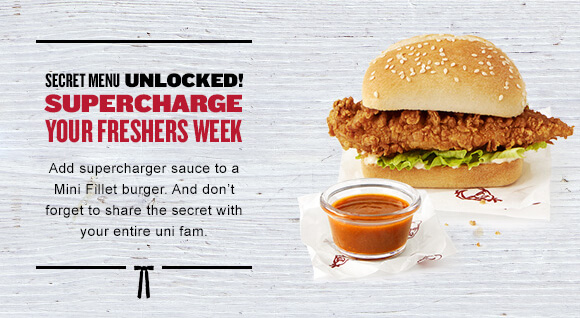 SECRET MENU UNLOCKED!
SUPERCHARGE
YOUR FRESHERS WEEK
Add supercharger sauce to a
Mini Fillet burger. And don't
forget to share the secret with
your entire uni fam.